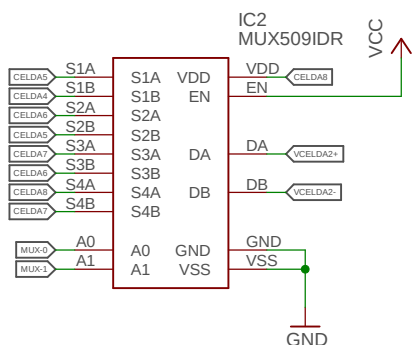 IC2
MUX509IDR
VCC
CELDA5 S1A S1A VDD VDD CELDA8
CELDA4 S1B S1B EN EN
CELDA6 S2A S2A
CELDA5 S2B S2B
CELDA7 S3A S3A DA DA VCELDA2+
CELDA6 S3B S3B
CELDA8 S4A S4A DB DB VCELDA2-
CELDA7 S4B S4B
MUX-0 A0 A0 GND GND
MUX-1 A1 A1 VSS VSS
GND